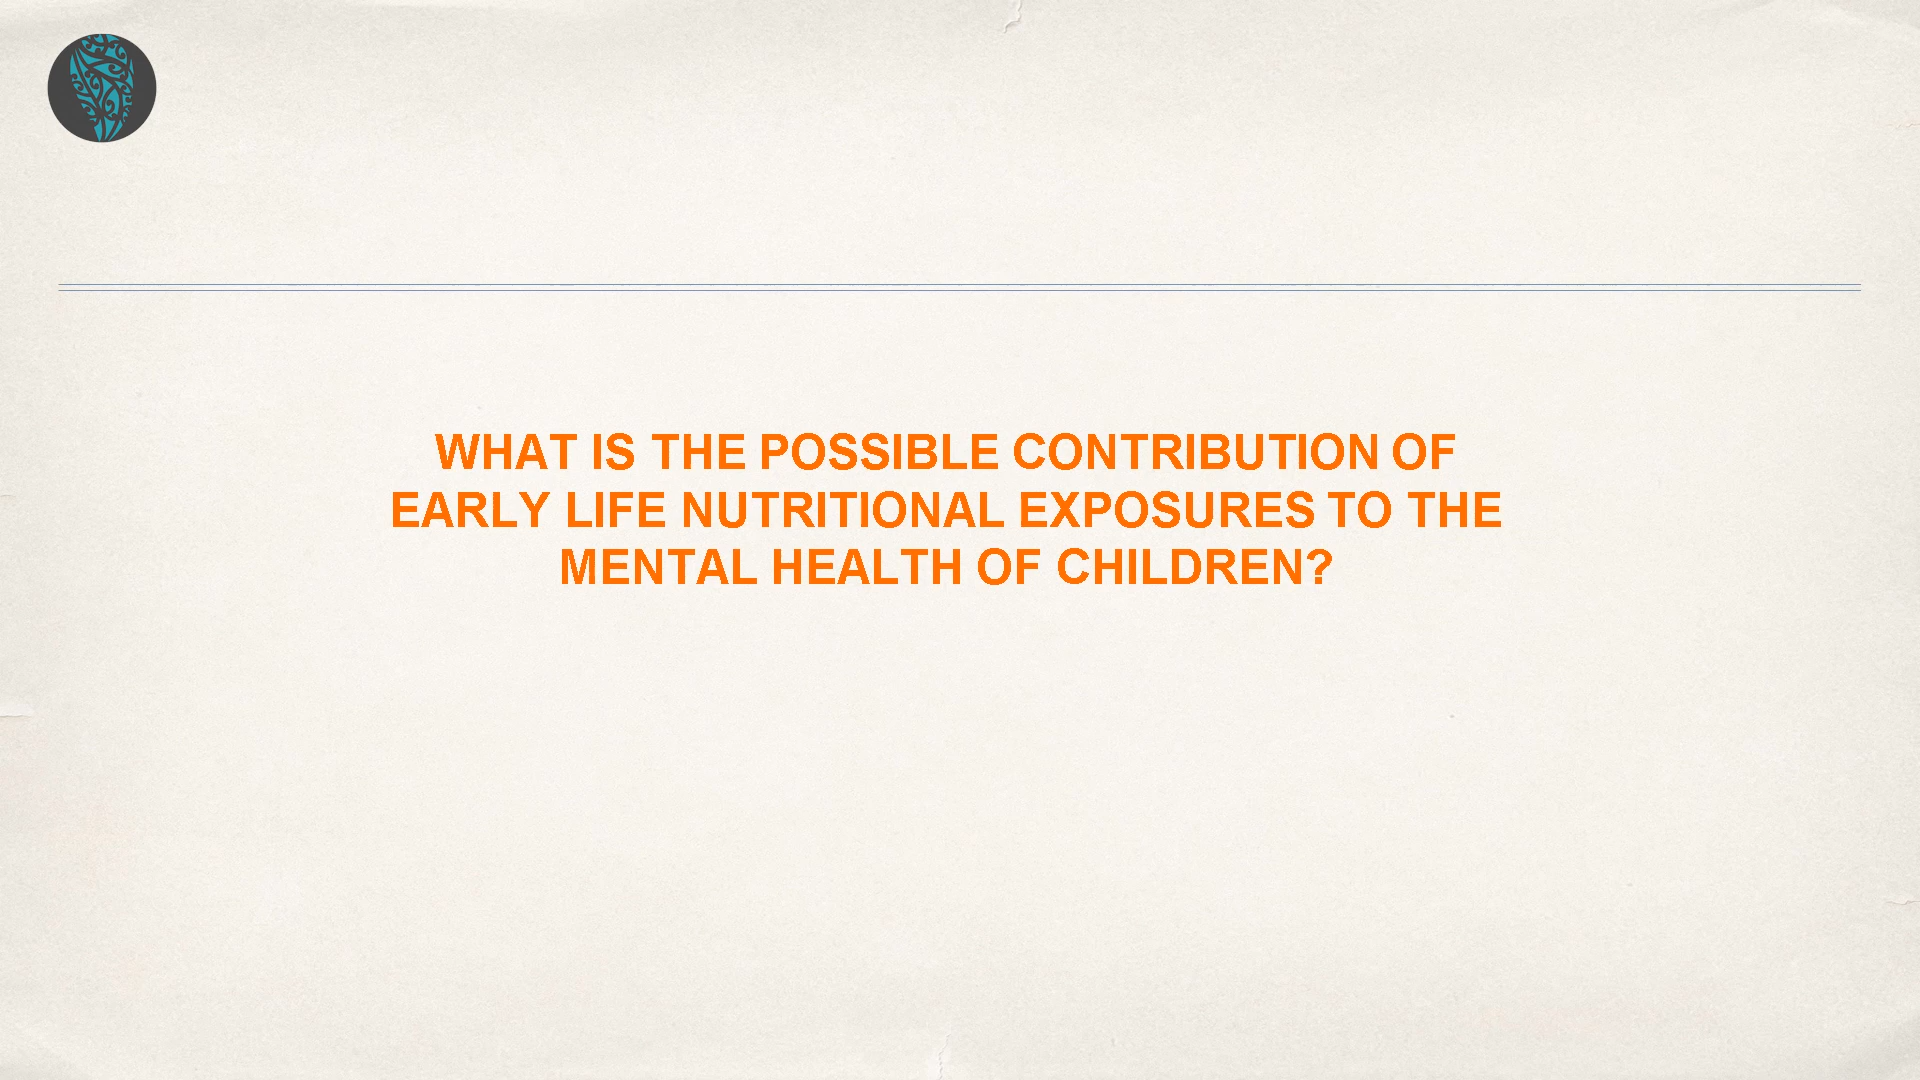 WHAT IS THE POSSIBLE CONTRIBUTION OF
EARLY LIFE NUTRITIONAL EXPOSURES TO THE
MENTAL HEALTH OF CHILDREN?